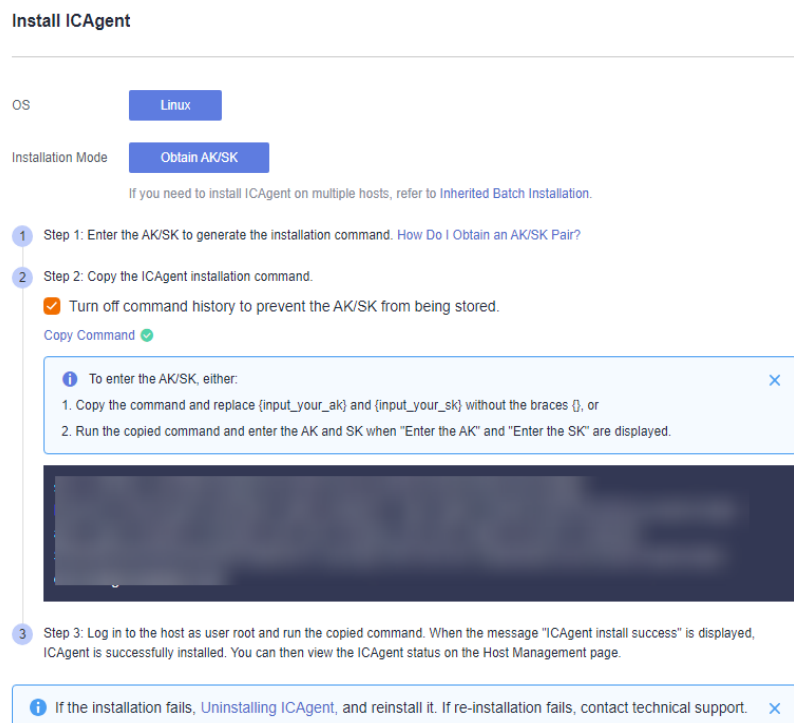 Install ICAgent
OS
Linux
Installation Mode
Obtain AK/SK
If you need to install ICAgent on multiple hosts, refer to Inherited Batch Installation.
1 Step 1: Enter the AK/SK to generate the installation command. How Do I Obtain an AK/SK Pair?
2 Step 2: Copy the ICAgent installation command.
Turn off command history to prevent the AK/SK from being stored.
Copy Command
To enter the AK/SK, either:
1. Copy the command and replace {input_your_ak} and {input_your_sk} without the braces {}, or
2. Run the copied command and enter the AK and SK when "Enter the AK" and "Enter the SK" are displayed.
3 Step 3: Log in to the host as user root and run the copied command. When the message "ICAgent install success" is displayed,
ICAgent is successfully installed. You can then view the ICAgent status on the Host Management page.
If the installation fails, Uninstalling ICAgent, and reinstall it. If re-installation fails, contact technical support.